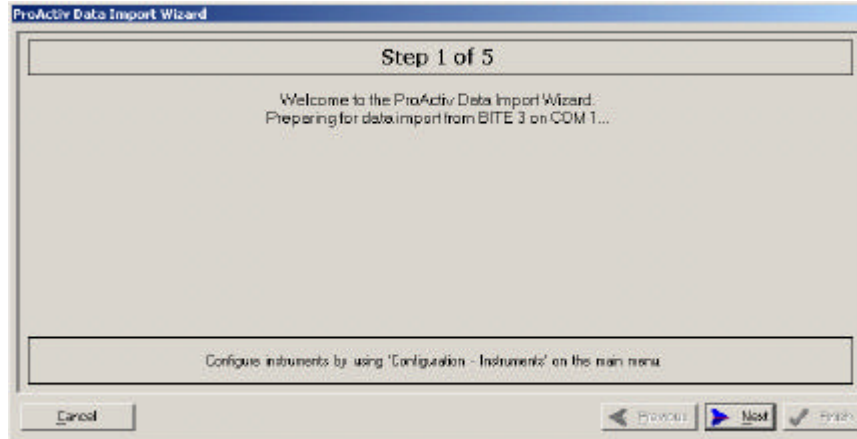 ProActiv Data Import Wizard
Step 1 of 5
Welcome to the ProActiv Data Import Wizard.
Preparing for data import from BITE 3 on COM 1...
Configure instruments by using 'Configuration - Instruments' on the main menu
Cancel
Previous
Next
Finish